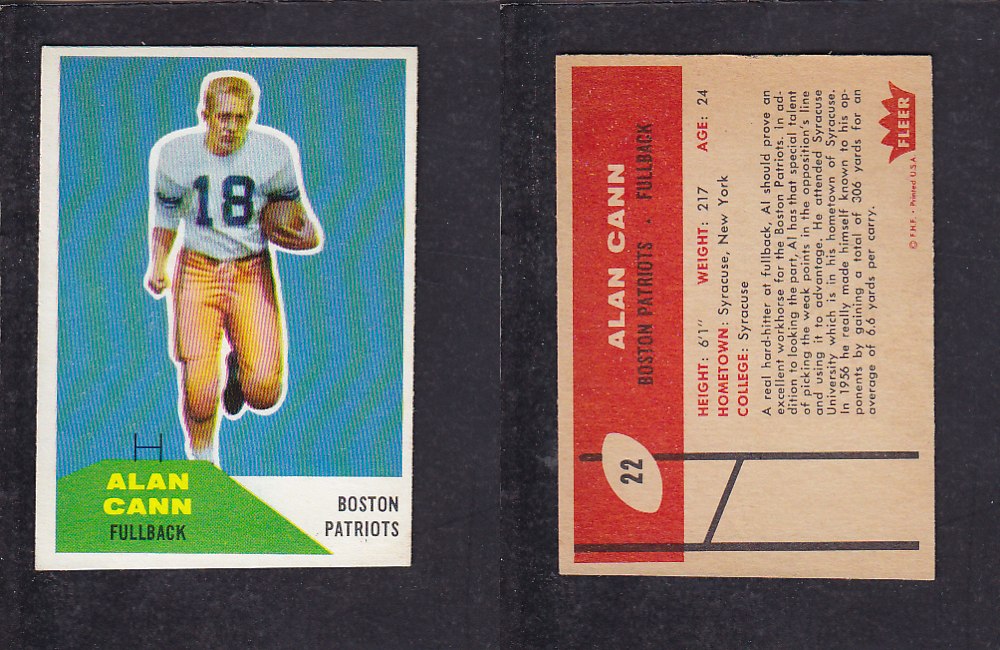 18
ALAN
CANN
FULLBACK
BOSTON
PATRIOTS
22
ALAN CANN
BOSTON PATRIOTS • FULLBACK
HEIGHT: 6'1" WEIGHT: 217 AGE: 24
HOMETOWN: Syracuse, New York
COLLEGE: Syracuse
A real hard-hitter at fullback, Al should prove an
excellent workhorse for the Boston Patriots. In ad-
dition to looking the part, Al has that special talent
of picking the weak points in the opposition's line
and using it to advantage. He attended Syracuse
University which is in his hometown of Syracuse.
In 1956 he really made himself known to his op-
ponents by gaining a total of 306 yards for an
average of 6.6 yards per carry.
FLEER
© F.H.F. • Printed U.S.A.